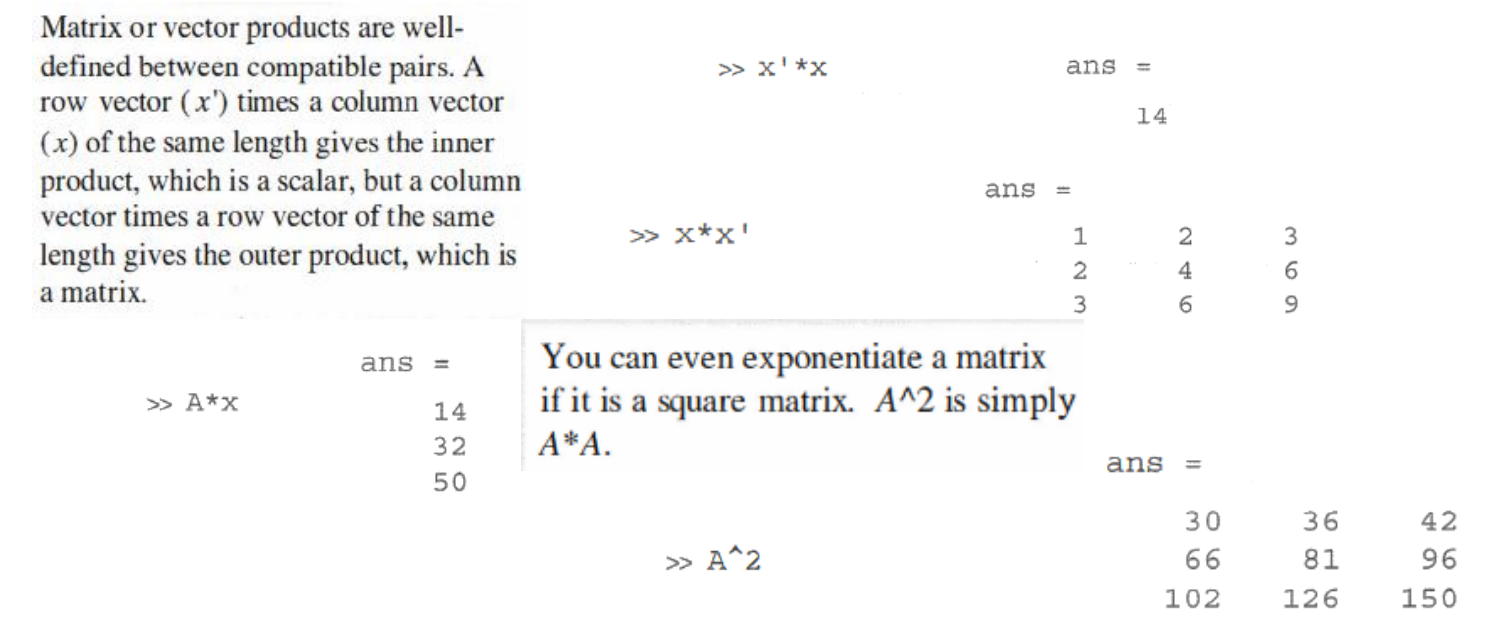 Matrix or vector products are well-
defined between compatible pairs. A
row vector (x') times a column vector
(x) of the same length gives the inner
product, which is a scalar, but a column
vector times a row vector of the same
length gives the outer product, which is
a matrix.
>> x'*x
ans =
14
>> x*x'
ans =
1 2 3
2 4 6
3 6 9
>> A*x
ans =
14
32
50
You can even exponentiate a matrix
if it is a square matrix. A^2 is simply
A*A.
>> A^2
ans =
30 36 42
66 81 96
102 126 150